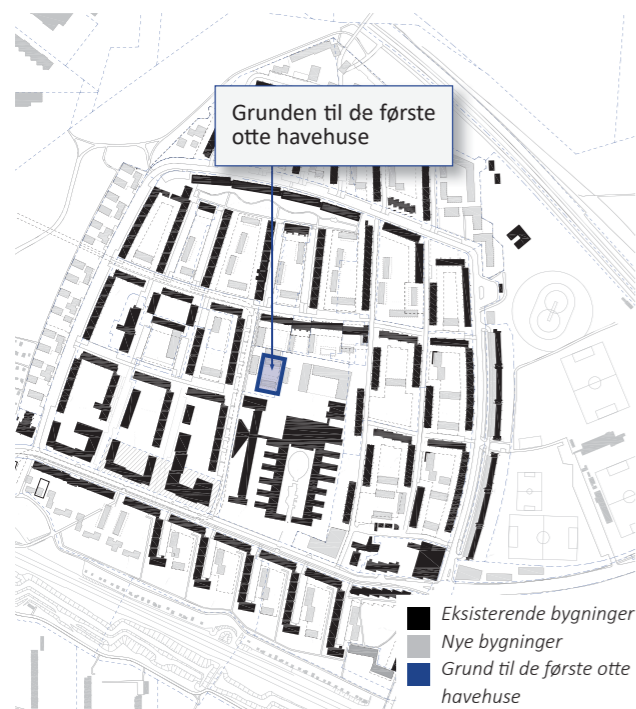 Grunden til de første
otte havehuse
Eksisterende bygninger
Nye bygninger
Grund til de første otte
havehuse